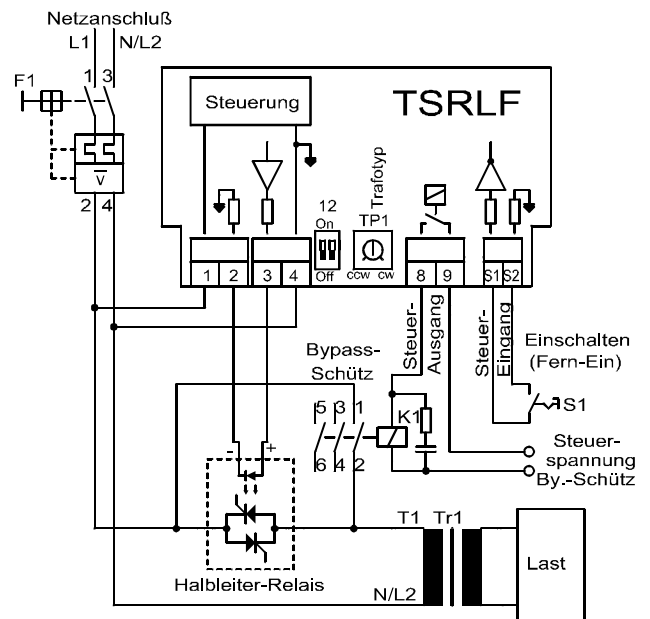 Netzanschluß
L1 N/L2
F1
1 3
V
2 4
Steuerung
TSRLF
Trafotyp
12
On
Off
TP1
ccw cw
1 2 3 4 8 9 S1 S2
Steuer-
Ausgang
Steuer-
Eingang
Einschalten
(Fern-Ein)
S1
Bypass-
Schütz
5 3 1
K1
6 4 2
- +
Steuer-
spannung
By.-Schütz
Halbleiter-Relais
T1 Tr1
N/L2
Last